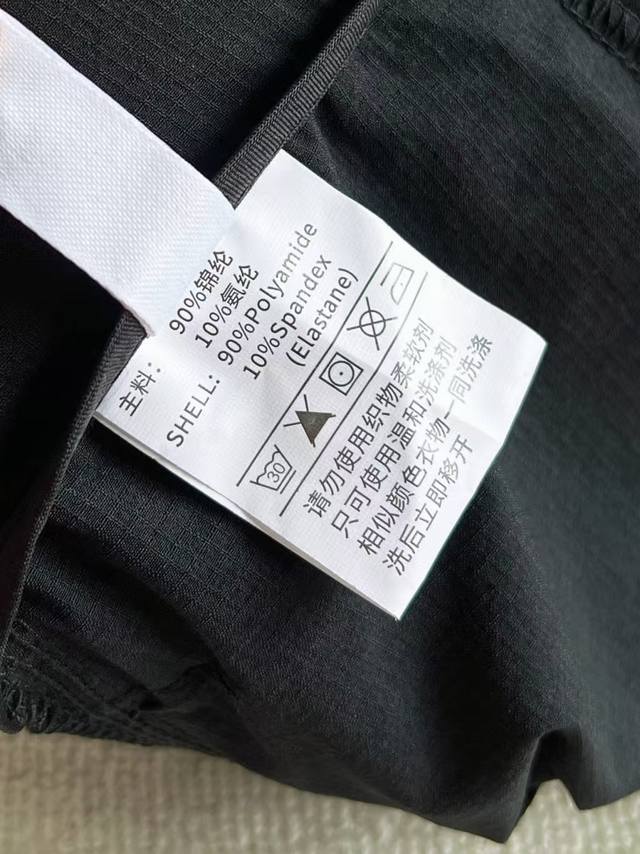 主料：90%锦纶
10%氨纶
SHELL: 90%Polyamide
10%Spandex
(Elastane)
30
请勿使用织物柔软剂
只可使用温和洗涤剂
相似颜色衣物一同洗涤
洗后立即移开